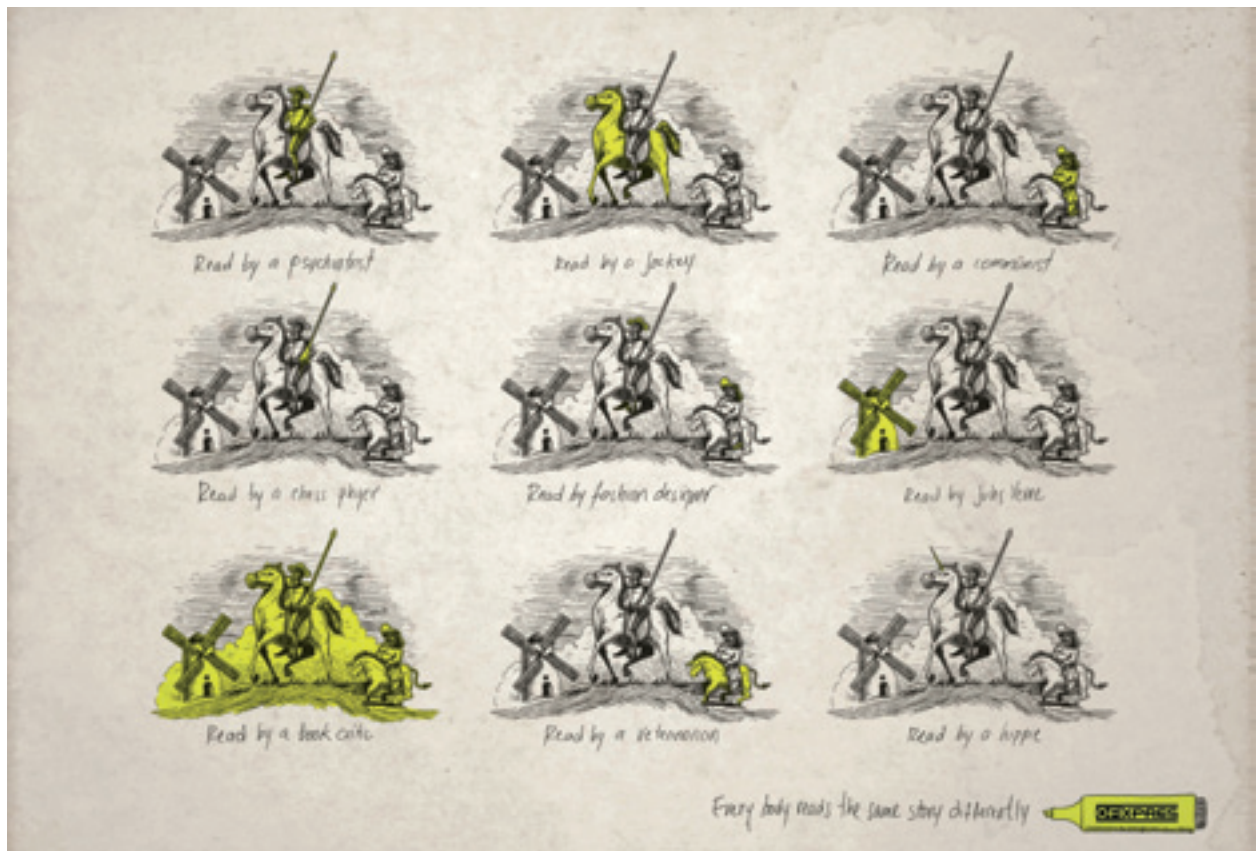 Read by a psychiatrist
Read by a jockey
Read by a communist
Read by a chess player
Read by fashion designer
Read by Jules Verne
Read by a book critic
Read by a veterinarian
Read by a hippie
Every body reads the same story differently